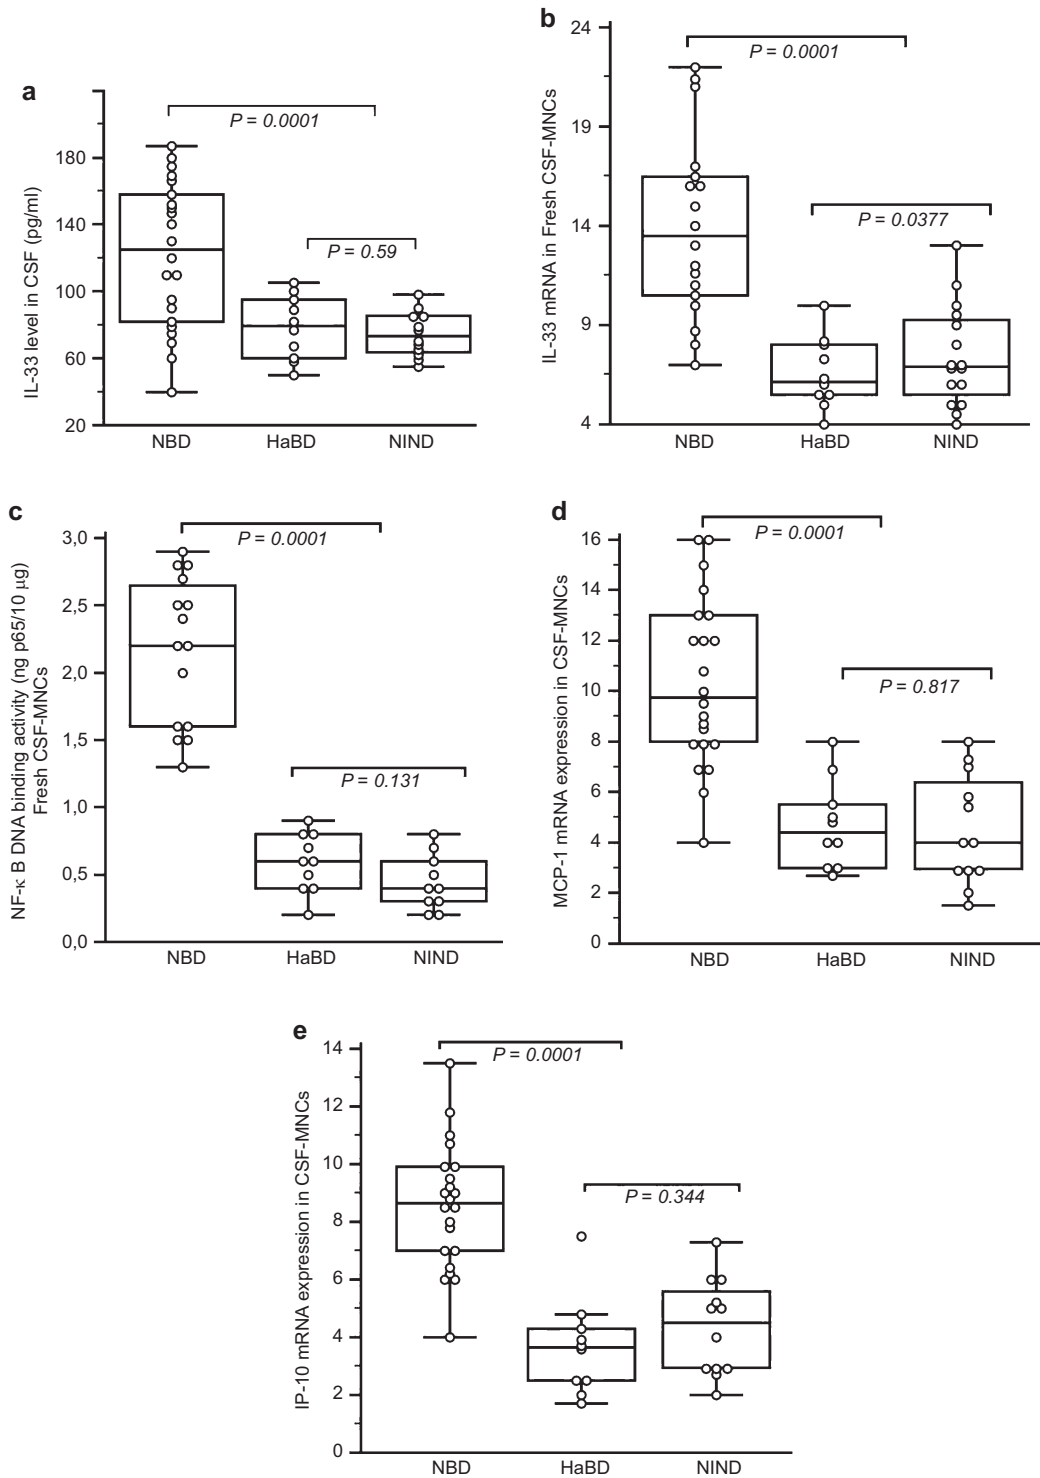 a
P = 0.0001
P = 0.59
IL-33 level in CSF (pg/ml)
180
140
100
60
20
NBD HaBD NIND
b
P = 0.0001
P = 0.0377
IL-33 mRNA in Fresh CSF-MNCs
24
19
14
9
4
NBD HaBD NIND
c
P = 0.0001
P = 0.131
NF-κ B DNA binding activity (ng p65/10 μg)
Fresh CSF-MNCs
3,0
2,5
2,0
1,5
1,0
0,5
0,0
NBD HaBD NIND
d
P = 0.0001
P = 0.817
MCP-1 mRNA expression in CSF-MNCs
16
14
12
10
8
6
4
2
0
NBD HaBD NIND
e
P = 0.0001
P = 0.344
IP-10 mRNA expression in CSF-MNCs
14
12
10
8
6
4
2
0
NBD HaBD NIND